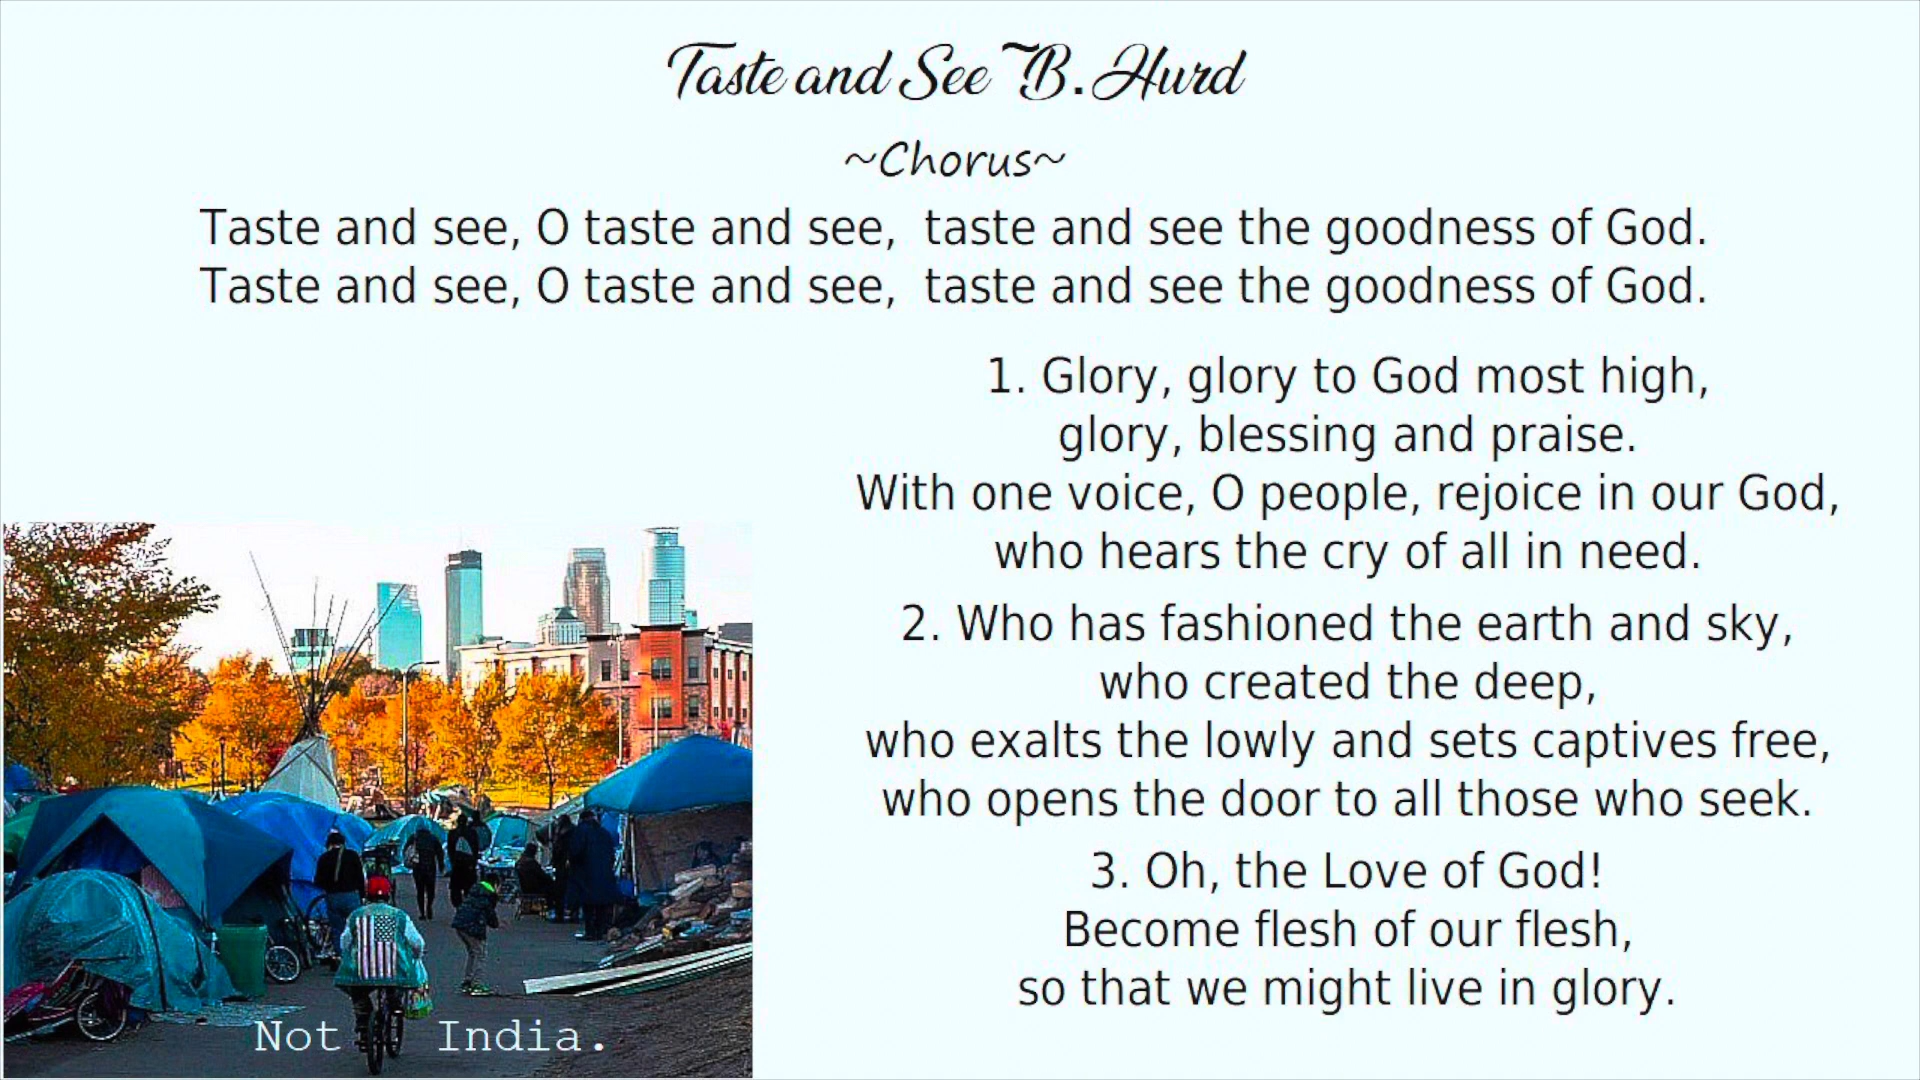 Taste and See ~B. Hurd
~Chorus~
Taste and see, O taste and see, taste and see the goodness of God.
Taste and see, O taste and see, taste and see the goodness of God.
1. Glory, glory to God most high,
glory, blessing and praise.
With one voice, O people, rejoice in our God,
who hears the cry of all in need.
2. Who has fashioned the earth and sky,
who created the deep,
who exalts the lowly and sets captives free,
who opens the door to all those who seek.
3. Oh, the Love of God!
Become flesh of our flesh,
so that we might live in glory.
Not India.